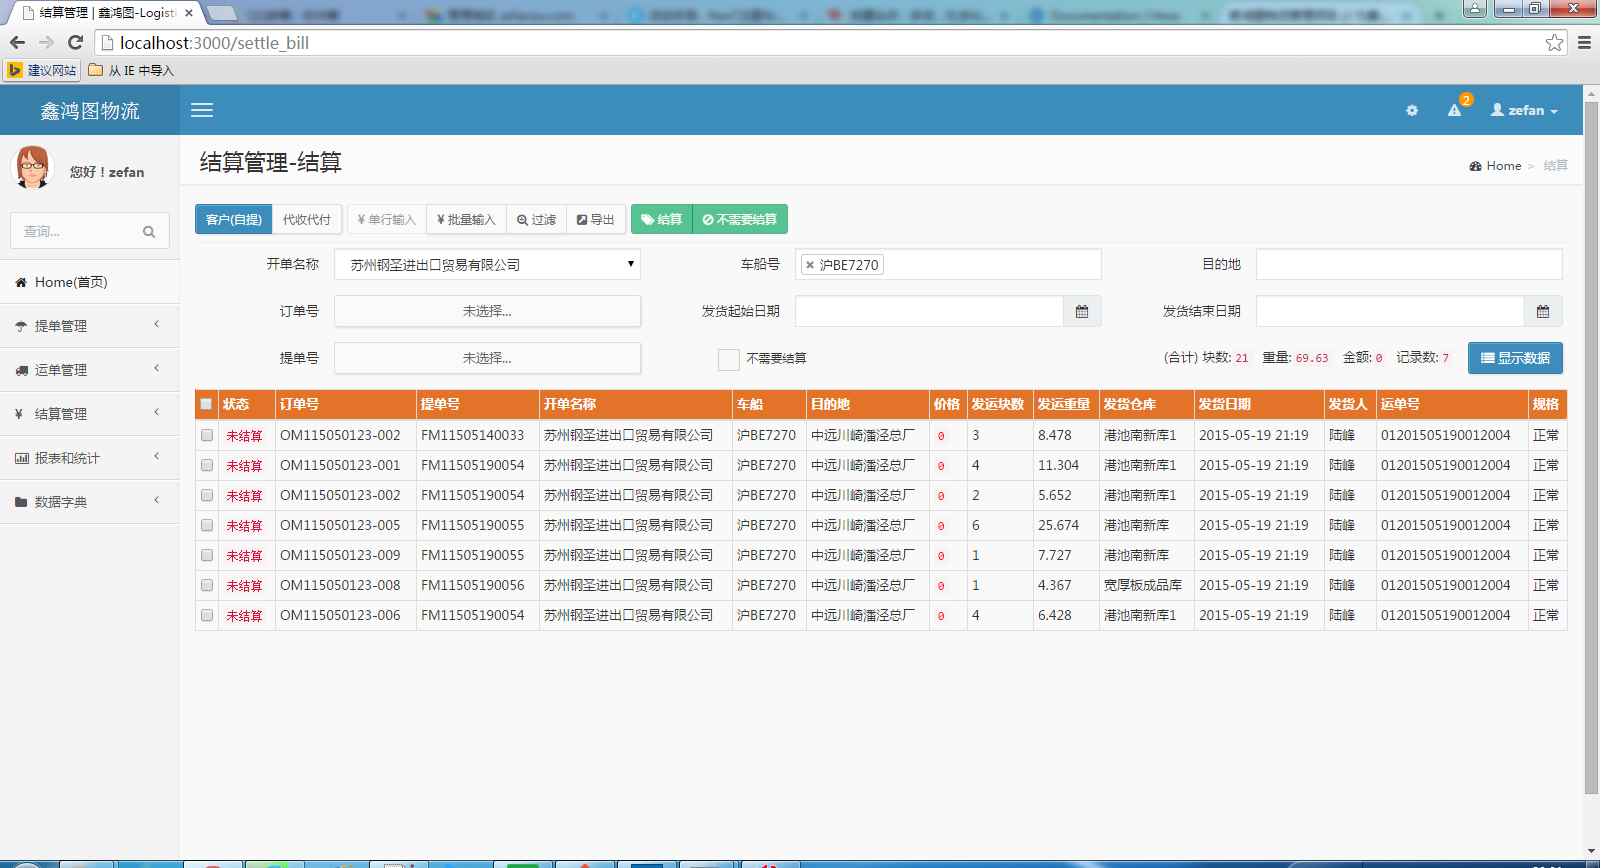 结算管理 | 鑫鸿图-Logisti
localhost:3000/settle_bill
建议网站 从 IE 中导入
鑫鸿图物流
2
zefan
您好！zefan
结算管理-结算
Home > 结算
查询...
客户(自提) 代收代付 ¥ 单行输入 ¥ 批量输入 过滤 导出 结算 不需要结算
Home(首页)
提单管理
运单管理
¥ 结算管理
报表和统计
数据字典
开单名称 苏州钢圣进出口贸易有限公司 车船号 × 沪BE7270 目的地
订单号 未选择... 发货起始日期 发货结束日期
提单号 未选择... 不需要结算 (合计) 块数: 21 重量: 69.63 金额: 0 记录数: 7 显示数据
状态 订单号 提单号 开单名称 车船 目的地 价格 发运块数 发运重量 发货仓库 发货日期 发货人 运单号 规格
未结算 OM115050123-002 FM11505140033 苏州钢圣进出口贸易有限公司 沪BE7270 中远川崎潘泾总厂 0 3 8.478 港池南新库1 2015-05-19 21:19 陆峰 01201505190012004 正常
未结算 OM115050123-001 FM11505190054 苏州钢圣进出口贸易有限公司 沪BE7270 中远川崎潘泾总厂 0 4 11.304 港池南新库1 2015-05-19 21:19 陆峰 01201505190012004 正常
未结算 OM115050123-002 FM11505190054 苏州钢圣进出口贸易有限公司 沪BE7270 中远川崎潘泾总厂 0 2 5.652 港池南新库1 2015-05-19 21:19 陆峰 01201505190012004 正常
未结算 OM115050123-005 FM11505190055 苏州钢圣进出口贸易有限公司 沪BE7270 中远川崎潘泾总厂 0 6 25.674 港池南新库 2015-05-19 21:19 陆峰 01201505190012004 正常
未结算 OM115050123-009 FM11505190055 苏州钢圣进出口贸易有限公司 沪BE7270 中远川崎潘泾总厂 0 1 7.727 港池南新库 2015-05-19 21:19 陆峰 01201505190012004 正常
未结算 OM115050123-008 FM11505190056 苏州钢圣进出口贸易有限公司 沪BE7270 中远川崎潘泾总厂 0 1 4.367 宽厚板成品库 2015-05-19 21:19 陆峰 01201505190012004 正常
未结算 OM115050123-006 FM11505190054 苏州钢圣进出口贸易有限公司 沪BE7270 中远川崎潘泾总厂 0 4 6.428 港池南新库1 2015-05-19 21:19 陆峰 01201505190012004 正常